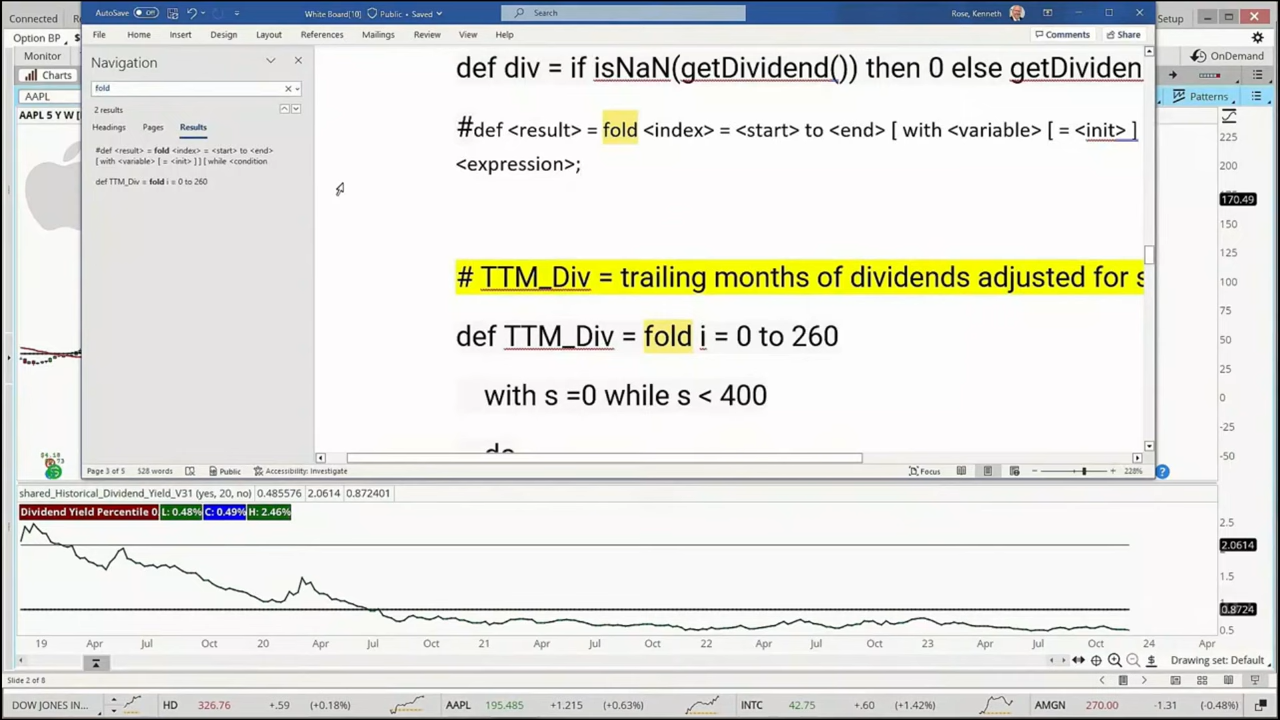 Connected
Setup
AutoSave Off
White Board[10]
Public • Saved
Search
Rose, Kenneth
Option BP
OnDemand
File Home Insert Design Layout References Mailings Review View Help
Comments Share
Monitor
Charts
Patterns
AAPL
AAPL 5 Y W
Navigation
fold
2 results
Headings Pages Results
#def <result> = fold <index> = <start> to <end>
[ with <variable> [ = <init> ] ] [ while <condition
def TTM_Div = fold i = 0 to 260
def div = if isNaN(getDividend()) then 0 else getDividen
#def <result> = fold <index> = <start> to <end> [ with <variable> [ = <init> ]
<expression>;
# TTM_Div = trailing months of dividends adjusted for s
def TTM_Div = fold i = 0 to 260
with s =0 while s < 400
do
225
200
170.49
150
125
100
75
50
25
0
-25
-50
Page 3 of 5 528 words Public Accessibility: Investigate
Focus 228%
shared_Historical_Dividend_Yield_V31 (yes, 20, no) 0.485576 2.0614 0.872401
Dividend Yield Percentile 0 L: 0.48% C: 0.49% H: 2.46%
2.5
2.0614
1.5
0.8724
0.5
19 Apr Jul Oct 20 Apr Jul Oct 21 Apr Jul Oct 22 Apr Jul Oct 23 Apr Jul Oct 24 Apr
Drawing set: Default
Slide 2 of 8
DOW JONES IN...
HD 326.76 +.59 (+0.18%)
AAPL 195.485 +1.215 (+0.63%)
INTC 42.75 +.60 (+1.42%)
AMGN 270.00 -1.31 (-0.48%)